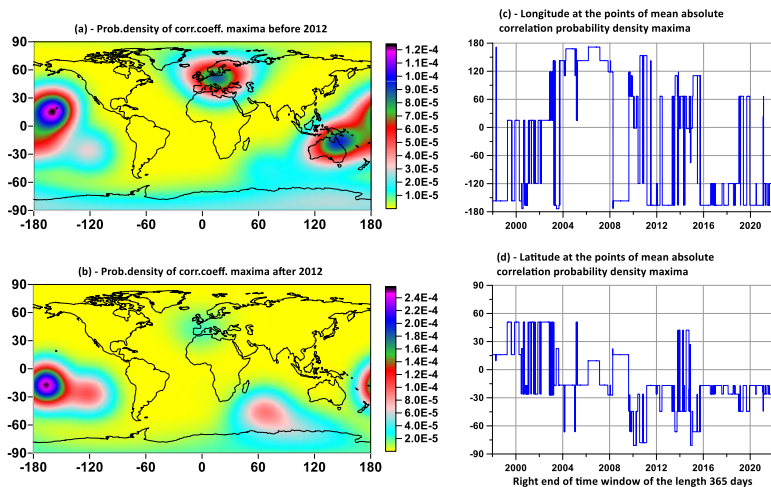 (a) - Prob.density of corr.coeff. maxima before 2012
90
60
30
0
-30
-60
-90
-180 -120 -60 0 60 120 180
1.2E-4
1.1E-4
1.0E-4
9.0E-5
8.0E-5
7.0E-5
6.0E-5
5.0E-5
4.0E-5
3.0E-5
2.0E-5
1.0E-5
(c) - Longitude at the points of mean absolute
correlation probability density maxima
180
120
60
0
-60
-120
-180
2000 2004 2008 2012 2016 2020
(b) - Prob.density of corr.coeff. maxima after 2012
90
60
30
0
-30
-60
-90
-180 -120 -60 0 60 120 180
2.4E-4
2.2E-4
2.0E-4
1.8E-4
1.6E-4
1.4E-4
1.2E-4
1.0E-4
8.0E-5
6.0E-5
4.0E-5
2.0E-5
(d) - Latitude at the points of mean absolute
correlation probability density maxima
90
60
30
0
-30
-60
-90
2000 2004 2008 2012 2016 2020
Right end of time window of the length 365 days